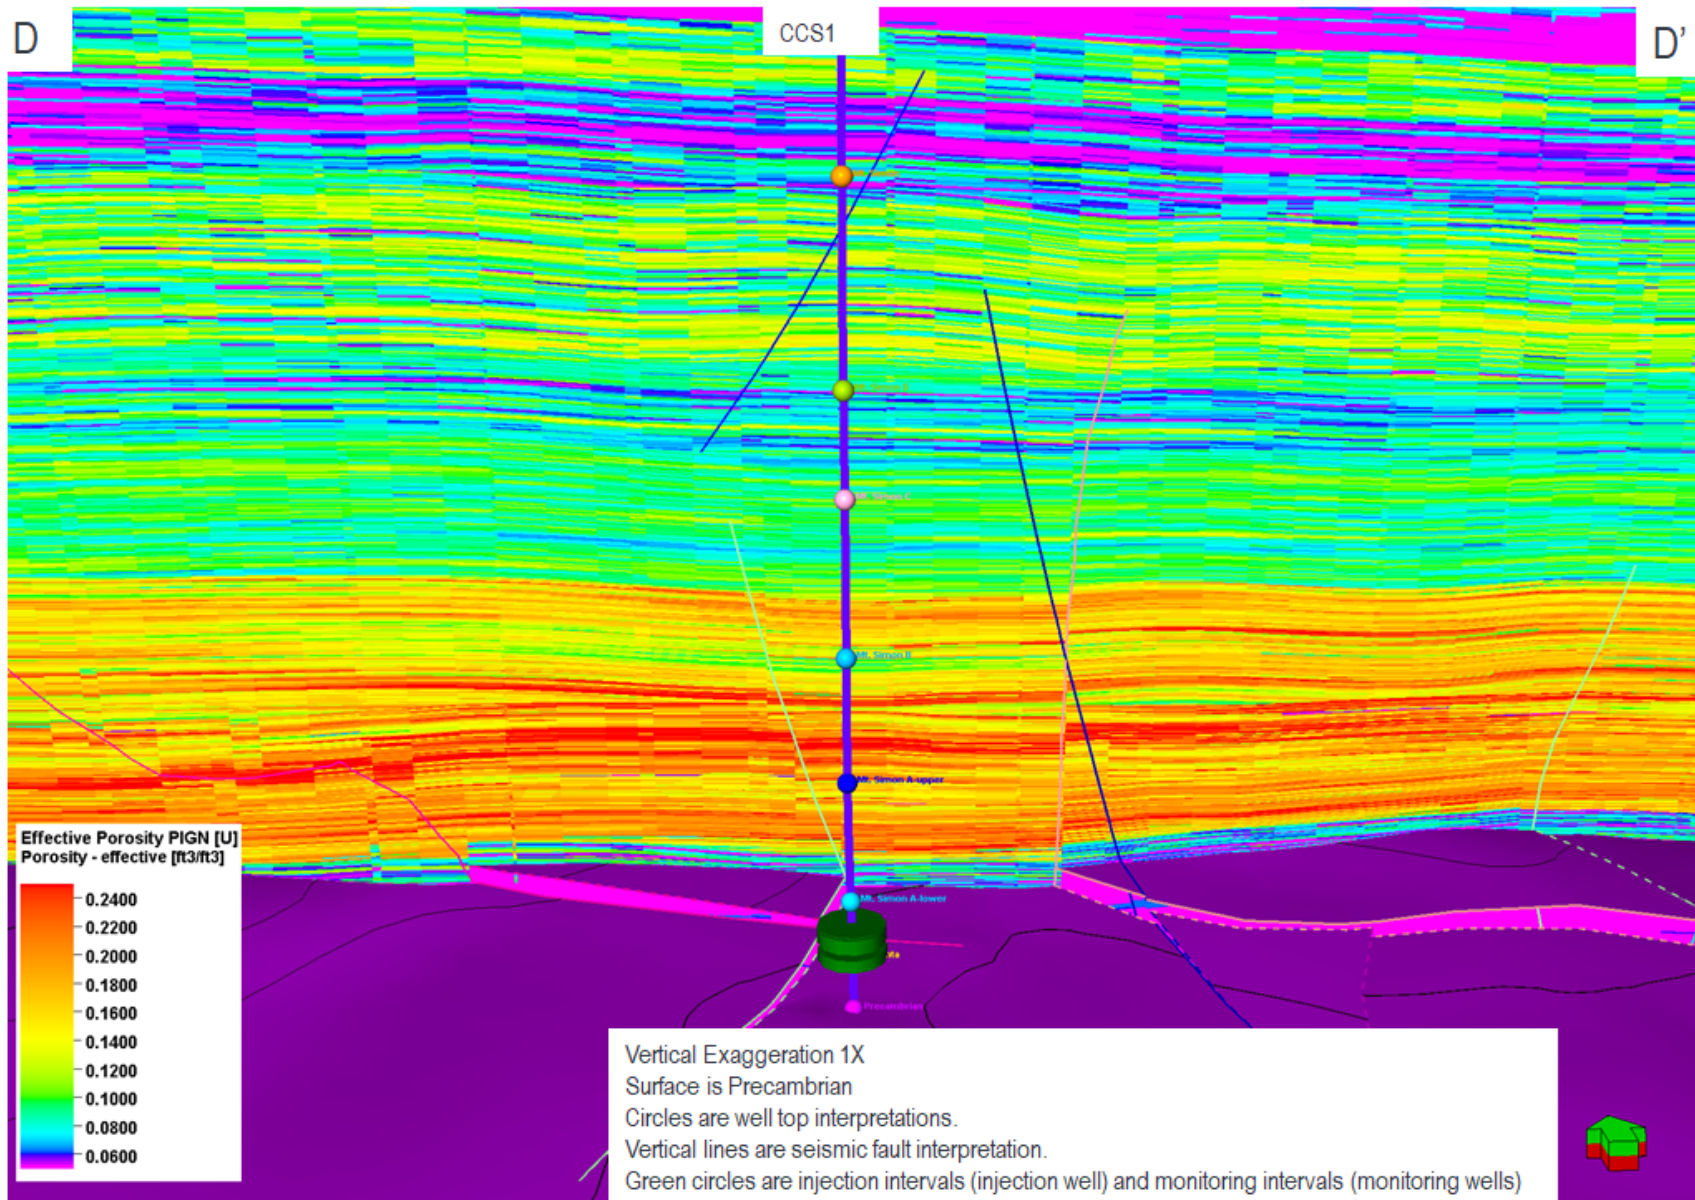 D
CCS1
D'
Mt. Simon C
Mt. Simon B
Mt. Simon A-upper
Effective Porosity PIGN [U]
Porosity - effective [ft3/ft3]
0.2400
0.2200
0.2000
0.1800
0.1600
0.1400
0.1200
0.1000
0.0800
0.0600
Mt. Simon A-lower
Precambrian
Vertical Exaggeration 1X
Surface is Precambrian
Circles are well top interpretations.
Vertical lines are seismic fault interpretation.
Green circles are injection intervals (injection well) and monitoring intervals (monitoring wells)